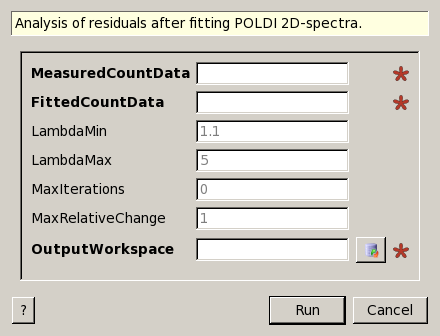 Analysis of residuals after fitting POLDI 2D-spectra.
MeasuredCountData
FittedCountData
LambdaMin 1.1
LambdaMax 5
MaxIterations 0
MaxRelativeChange 1
OutputWorkspace
? Run Cancel